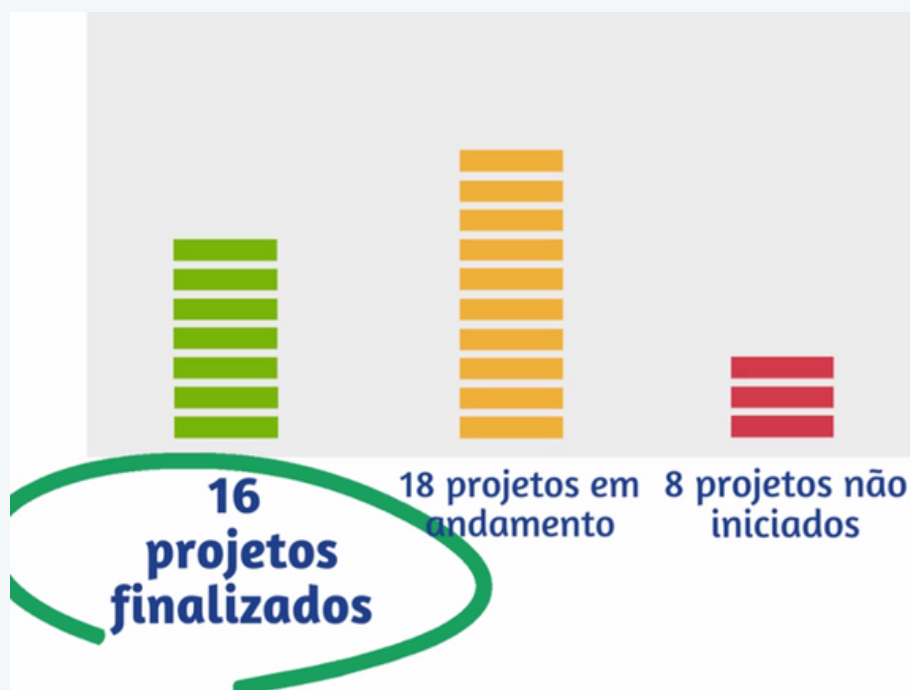 16
projetos
finalizados
18 projetos em
andamento
8 projetos não
iniciados